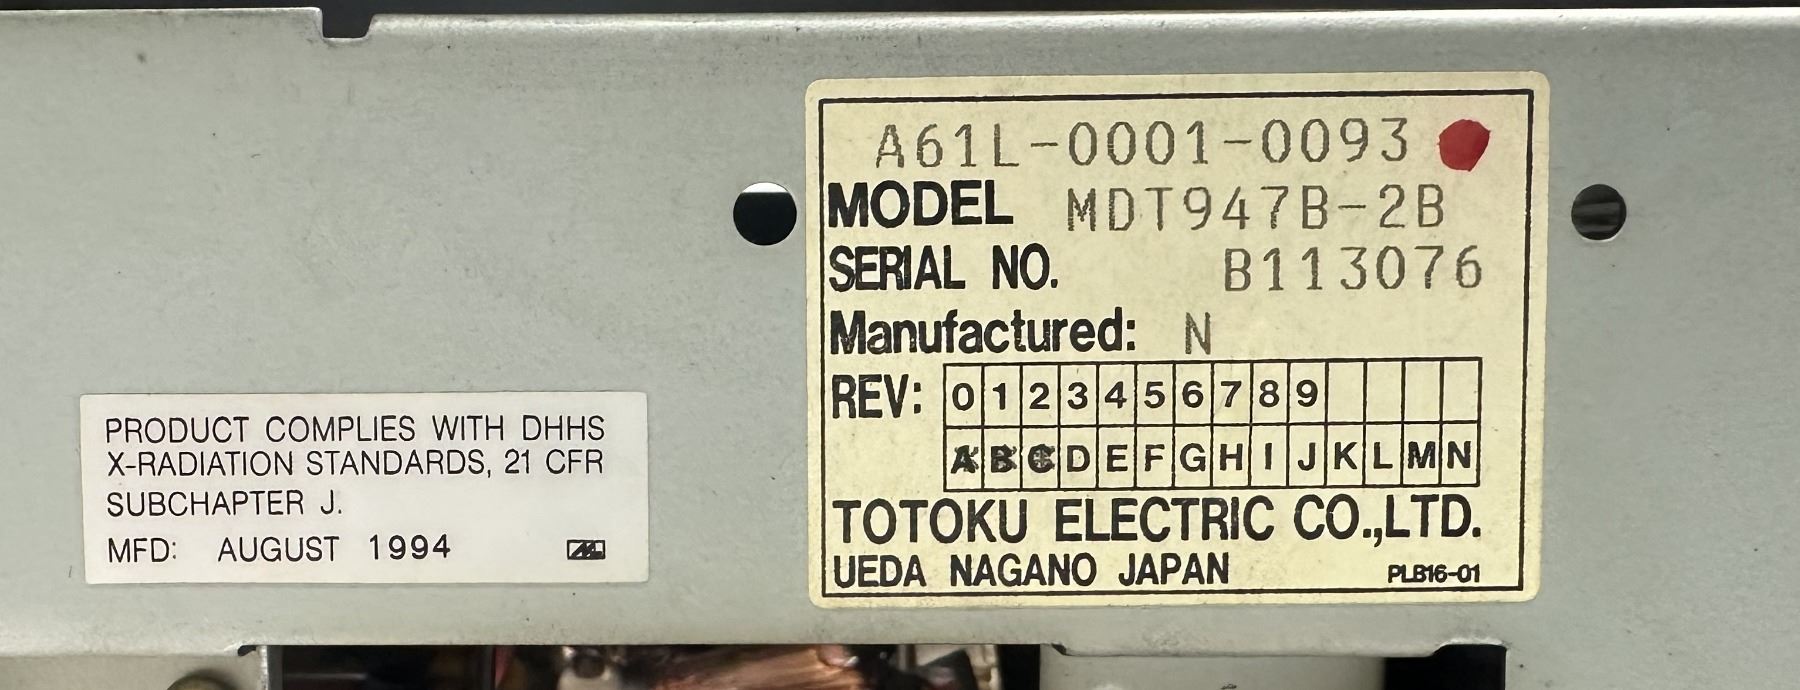 PRODUCT COMPLIES WITH DHHS
X-RADIATION STANDARDS, 21 CFR
SUBCHAPTER J.
MFD: AUGUST 1994
A61L-0001-0093
MODEL MDT947B-2B
SERIAL NO. B113076
Manufactured: N
REV: 0 1 2 3 4 5 6 7 8 9
A B C D E F G H I J K L M N
TOTOKU ELECTRIC CO.,LTD.
UEDA NAGANO JAPAN PLB16-01